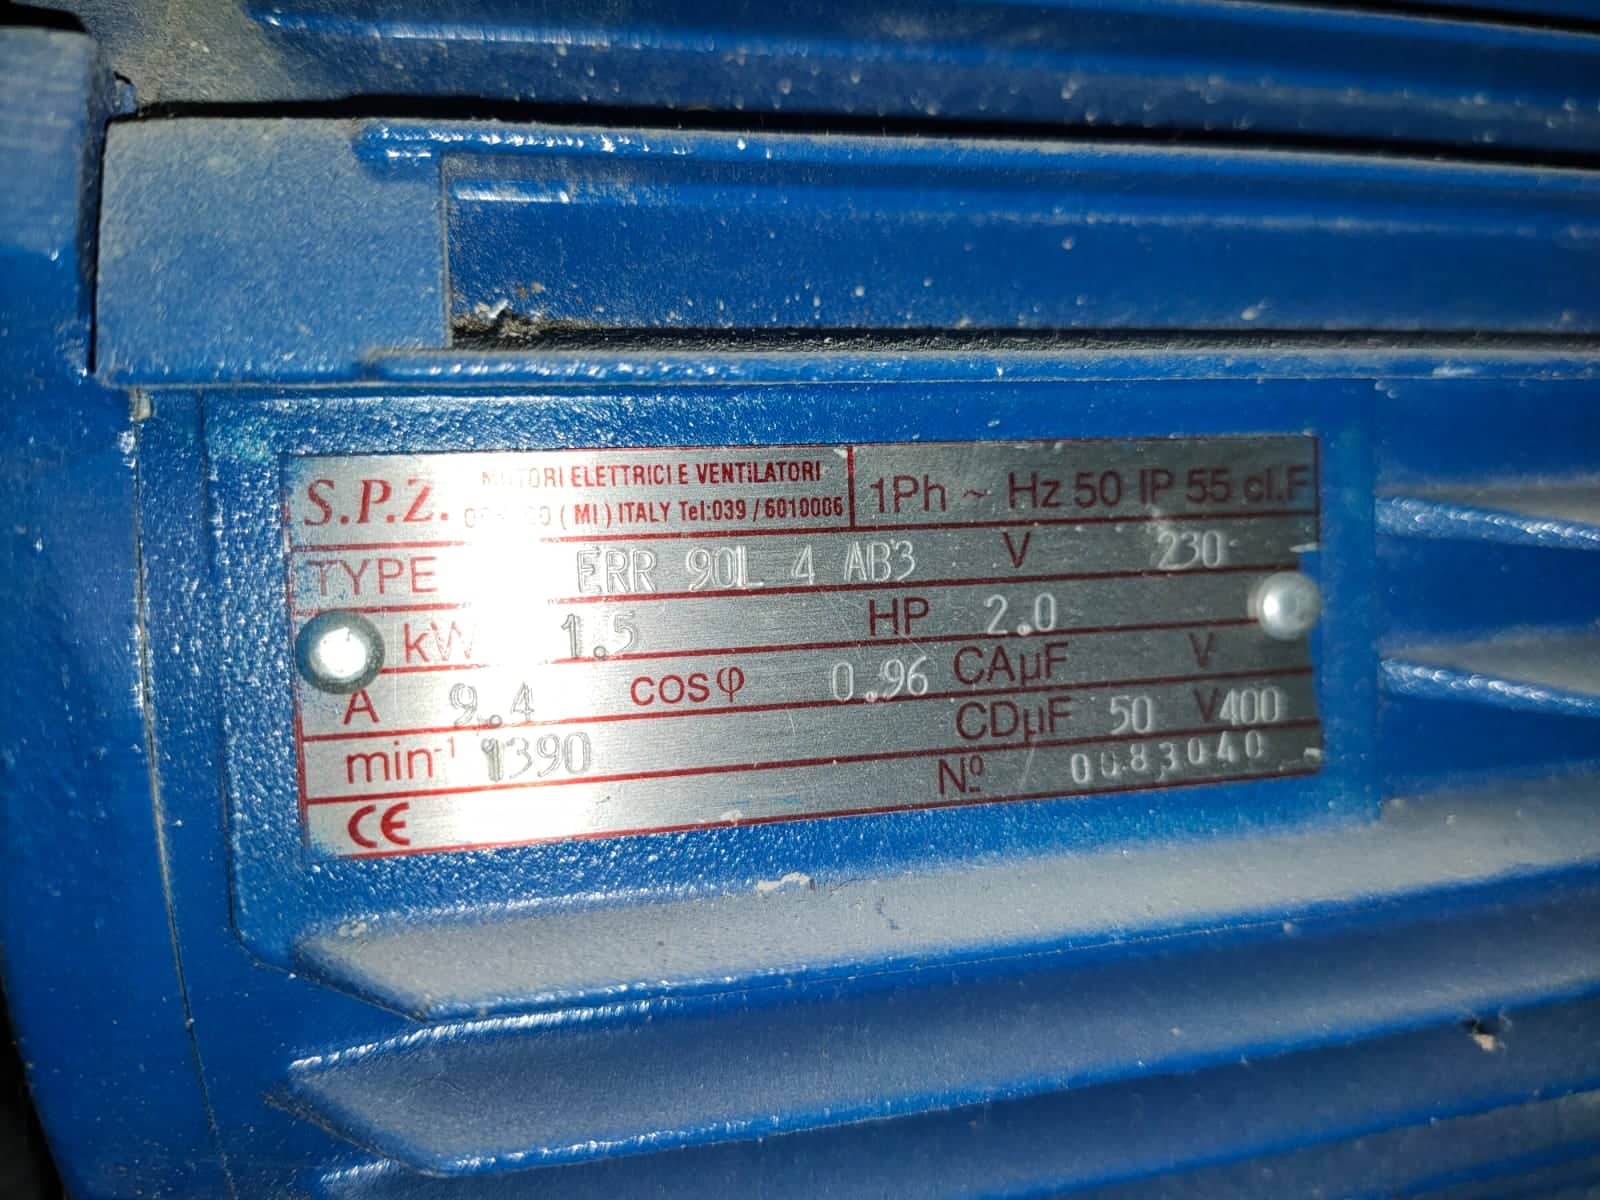 S.P.Z. MOTORI ELETTRICI E VENTILATORI
(MI) ITALY Tel:039/6010086
1Ph ~ Hz 50 IP 55 cl.F
TYPE ERR 90L 4 AB3 V 230
kW 1.5 HP 2.0
A 9.4 cosφ 0.96 CAµF V
min-1 1390 CDµF 50 V400
CE Nº 0083040